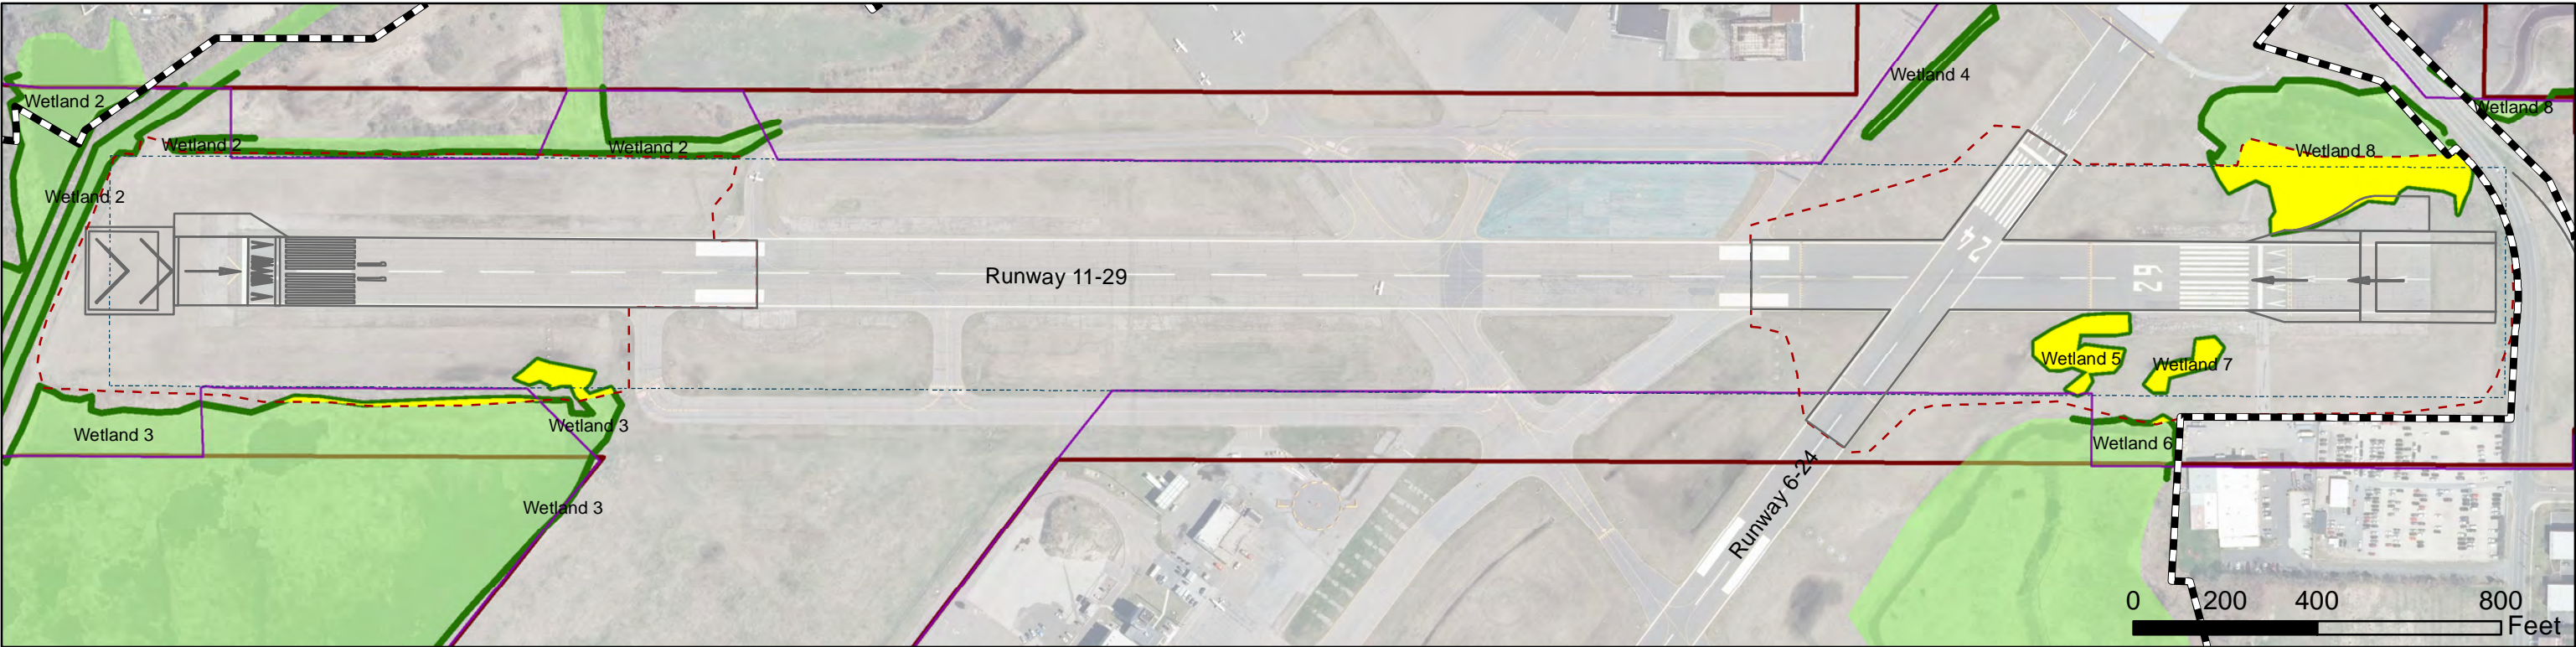 Wetland 4
Wetland 2
Wetland 8
Wetland 2
Wetland 2
Wetland 8
Wetland 2
24
Runway 11-29
11
29
Wetland 5
Wetland 7
Wetland 3
Wetland 3
Wetland 6
Wetland 3
Runway 6-24
0 200 400 800
Feet